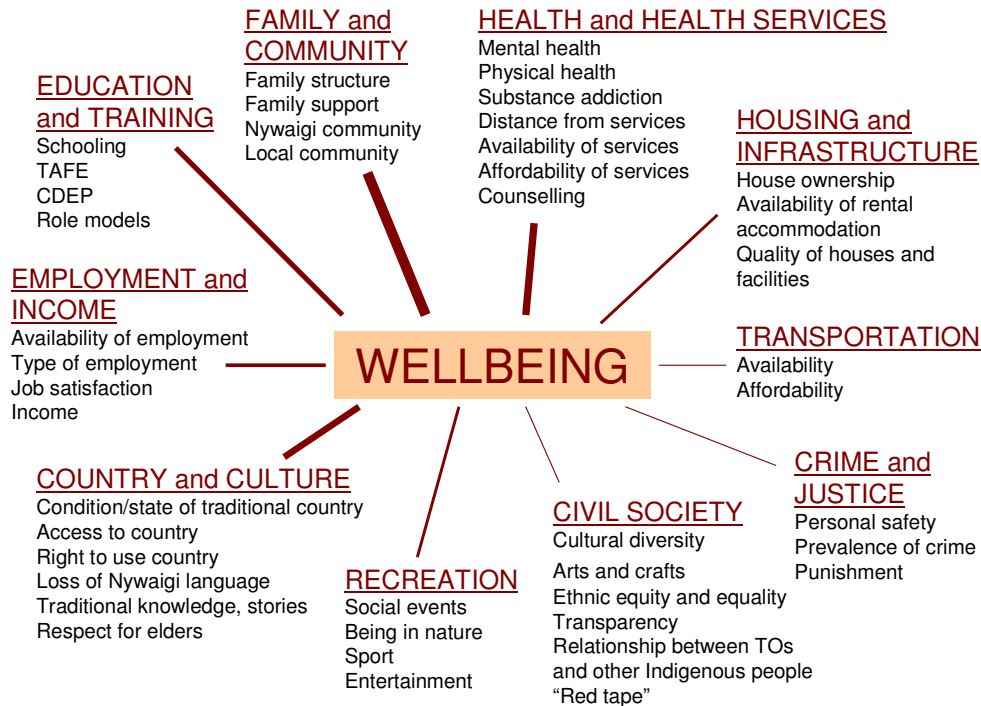 FAMILY and
COMMUNITY
Family structure
Family support
Nywaigi community
Local community
HEALTH and HEALTH SERVICES
Mental health
Physical health
Substance addiction
Distance from services
Availability of services
Affordability of services
Counselling
EDUCATION
and TRAINING
Schooling
TAFE
CDEP
Role models
HOUSING and
INFRASTRUCTURE
House ownership
Availability of rental
accommodation
Quality of houses and
facilities
EMPLOYMENT and
INCOME
Availability of employment
Type of employment
Job satisfaction
Income
WELLBEING
TRANSPORTATION
Availability
Affordability
COUNTRY and CULTURE
Condition/state of traditional country
Access to country
Right to use country
Loss of Nywaigi language
Traditional knowledge, stories
Respect for elders
RECREATION
Social events
Being in nature
Sport
Entertainment
CIVIL SOCIETY
Cultural diversity
Arts and crafts
Ethnic equity and equality
Transparency
Relationship between TOs
and other Indigenous people
“Red tape”
CRIME and
JUSTICE
Personal safety
Prevalence of crime
Punishment